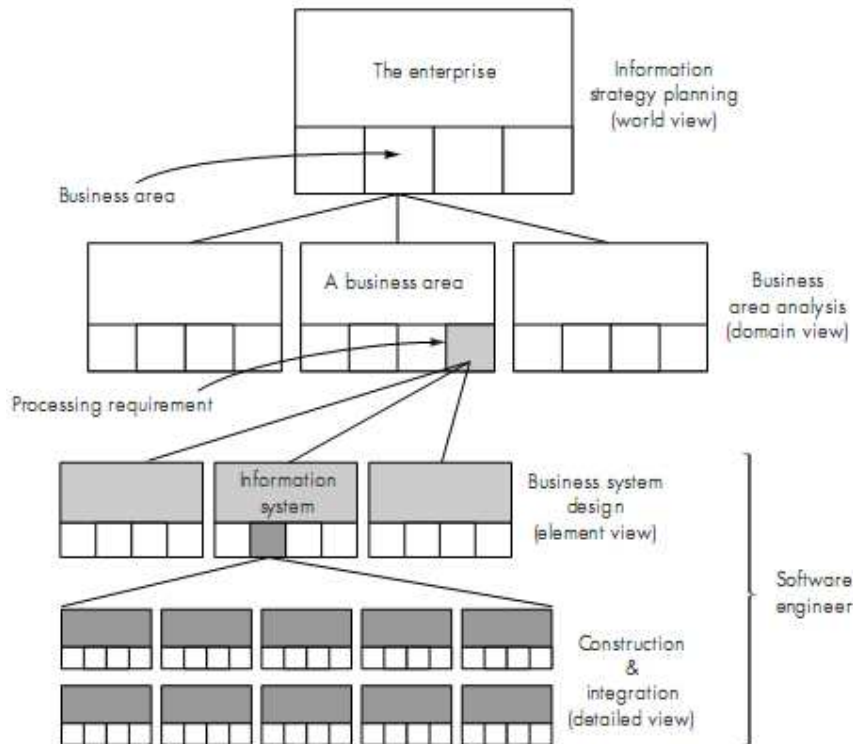 The enterprise
Information
strategy planning
(world view)
Business area
A business area
Business
area analysis
(domain view)
Processing requirement
Information
system
Business system
design
(element view)
Software
engineer
Construction
&
integration
(detailed view)